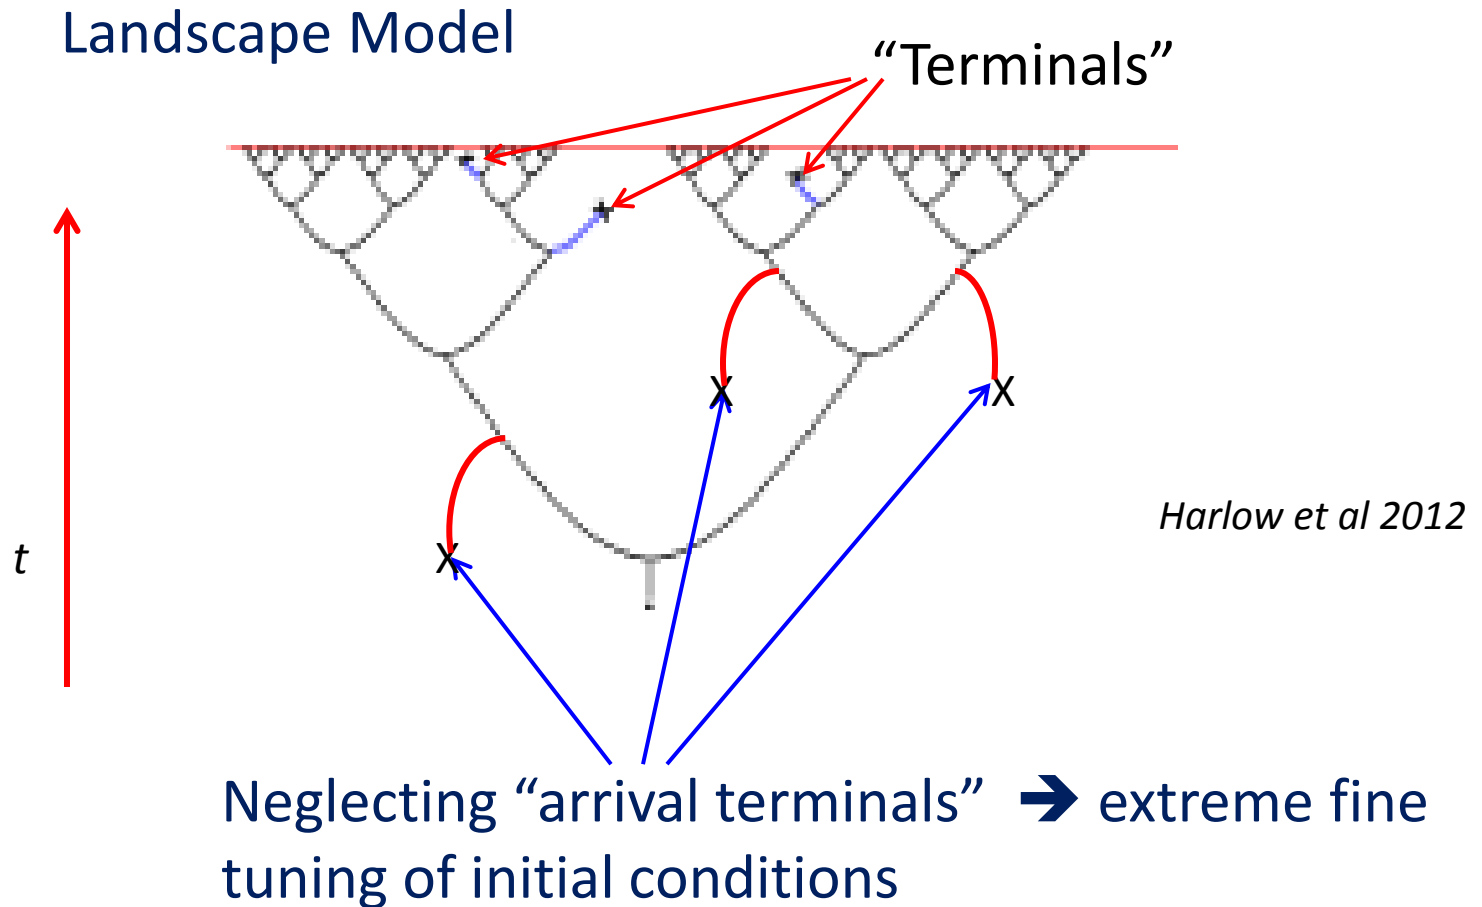 Landscape Model
“Terminals”
X
X
Harlow et al 2012
t
X
Neglecting “arrival terminals” ➔ extreme fine
tuning of initial conditions